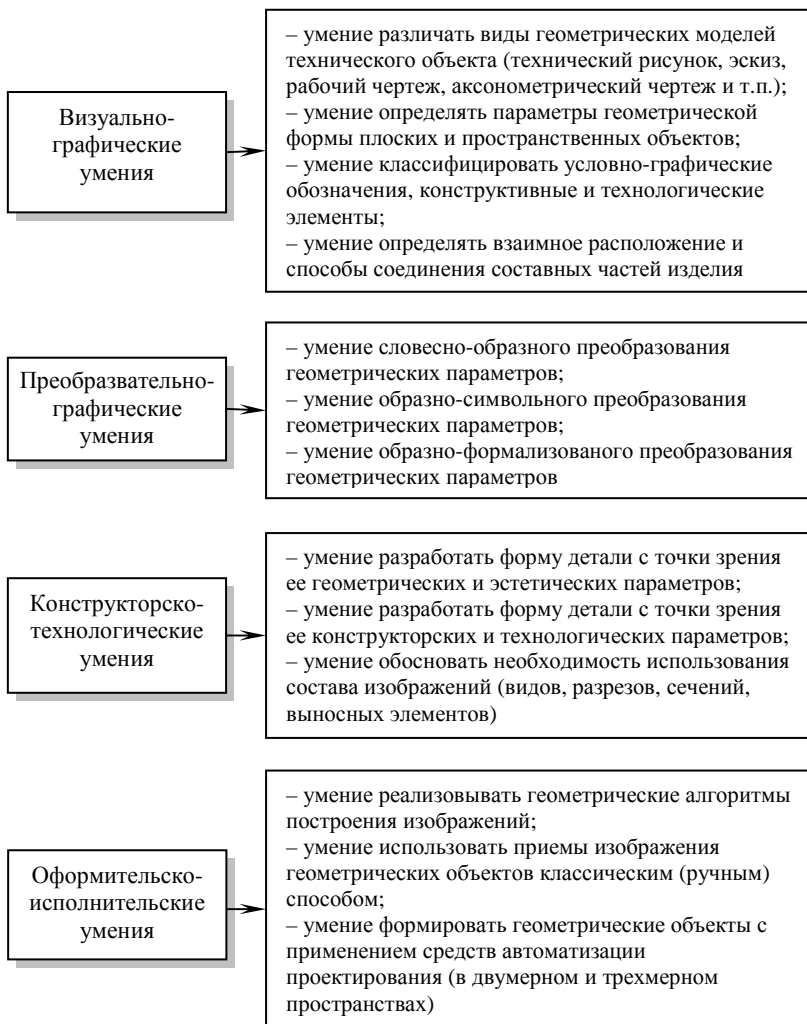 Визуально-
графические
умения
– умение различать виды геометрических моделей
технического объекта (технический рисунок, эскиз,
рабочий чертеж, аксонометрический чертеж и т.п.);
– умение определять параметры геометрической
формы плоских и пространственных объектов;
– умение классифицировать условно-графические
обозначения, конструктивные и технологические
элементы;
– умение определять взаимное расположение и
способы соединения составных частей изделия
Преобразвательно-
графические
умения
– умение словесно-образного преобразования
геометрических параметров;
– умение образно-символьного преобразования
геометрических параметров;
– умение образно-формализованого преобразования
геометрических параметров
Конструкторско-
технологические
умения
– умение разработать форму детали с точки зрения
ее геометрических и эстетических параметров;
– умение разработать форму детали с точки зрения
ее конструкторских и технологических параметров;
– умение обосновать необходимость использования
состава изображений (видов, разрезов, сечений,
выносных элементов)
Оформительско-
исполнительские
умения
– умение реализовывать геометрические алгоритмы
построения изображений;
– умение использовать приемы изображения
геометрических объектов классическим (ручным)
способом;
– умение формировать геометрические объекты с
применением средств автоматизации
проектирования (в двумерном и трехмерном
пространствах)